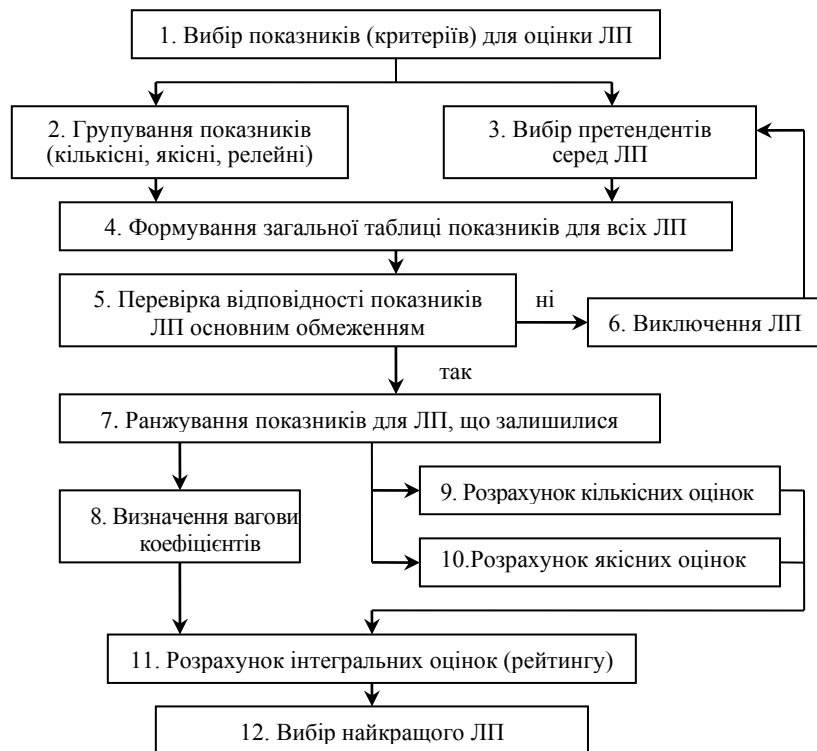 1. Вибір показників (критеріїв) для оцінки ЛП
2. Групування показників
(кількісні, якісні, релейні)
3. Вибір претендентів
серед ЛП
4. Формування загальної таблиці показників для всіх ЛП
5. Перевірка відповідності показників
ЛП основним обмеженням
ні
6. Виключення ЛП
так
7. Ранжування показників для ЛП, що залишилися
8. Визначення вагови
коефіцієнтів
9. Розрахунок кількісних оцінок
10.Розрахунок якісних оцінок
11. Розрахунок інтегральних оцінок (рейтингу)
12. Вибір найкращого ЛП